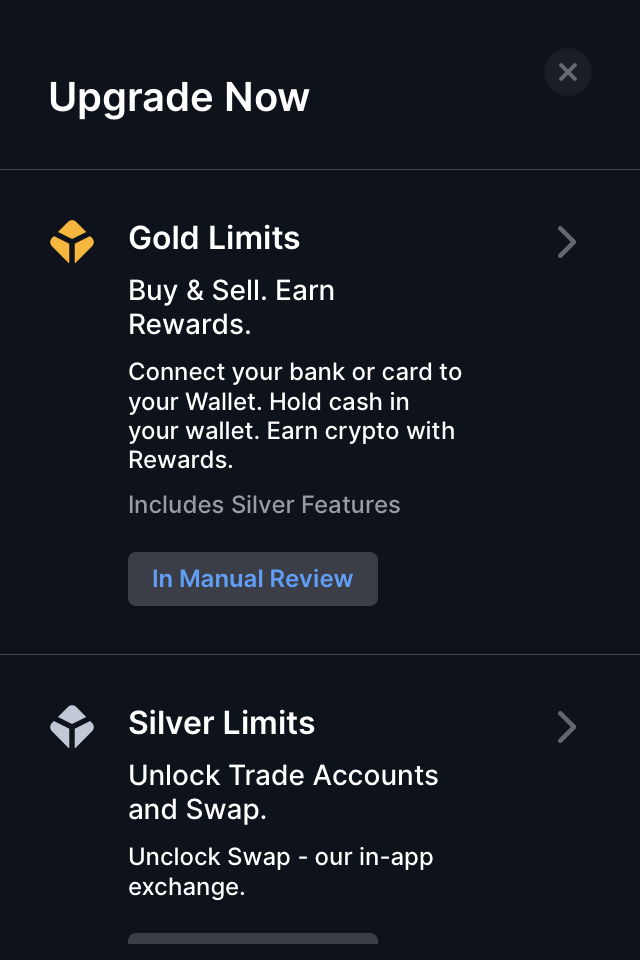 Upgrade Now
Gold Limits
Buy & Sell. Earn
Rewards.
Connect your bank or card to
your Wallet. Hold cash in
your wallet. Earn crypto with
Rewards.
Includes Silver Features
In Manual Review
Silver Limits
Unlock Trade Accounts
and Swap.
Unclock Swap - our in-app
exchange.